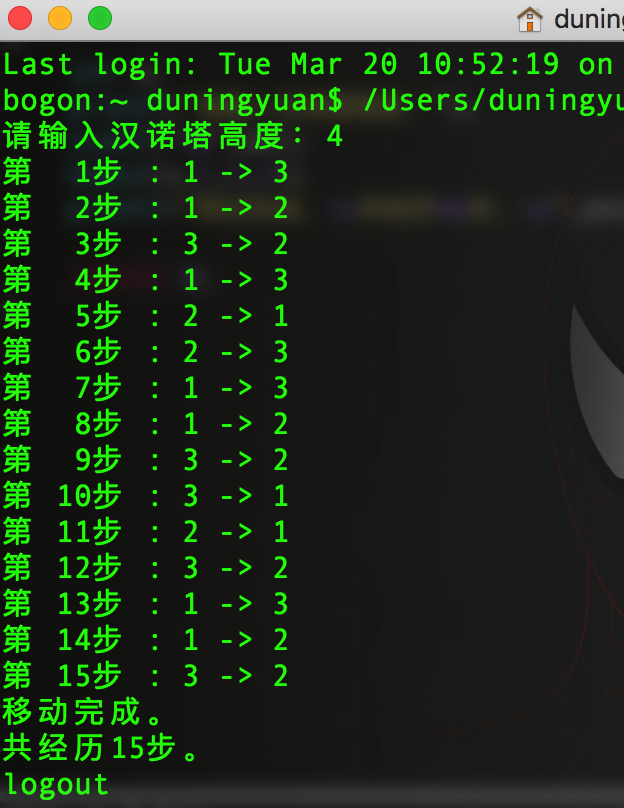 duning
Last login: Tue Mar 20 10:52:19 on
bogon:~ duningyuan$ /Users/duningyu
请输入汉诺塔高度: 4
第  1步 : 1 -> 3
第  2步 : 1 -> 2
第  3步 : 3 -> 2
第  4步 : 1 -> 3
第  5步 : 2 -> 1
第  6步 : 2 -> 3
第  7步 : 1 -> 3
第  8步 : 1 -> 2
第  9步 : 3 -> 2
第 10步 : 3 -> 1
第 11步 : 2 -> 1
第 12步 : 3 -> 2
第 13步 : 1 -> 3
第 14步 : 1 -> 2
第 15步 : 3 -> 2
移动完成。
共经历15步。
logout